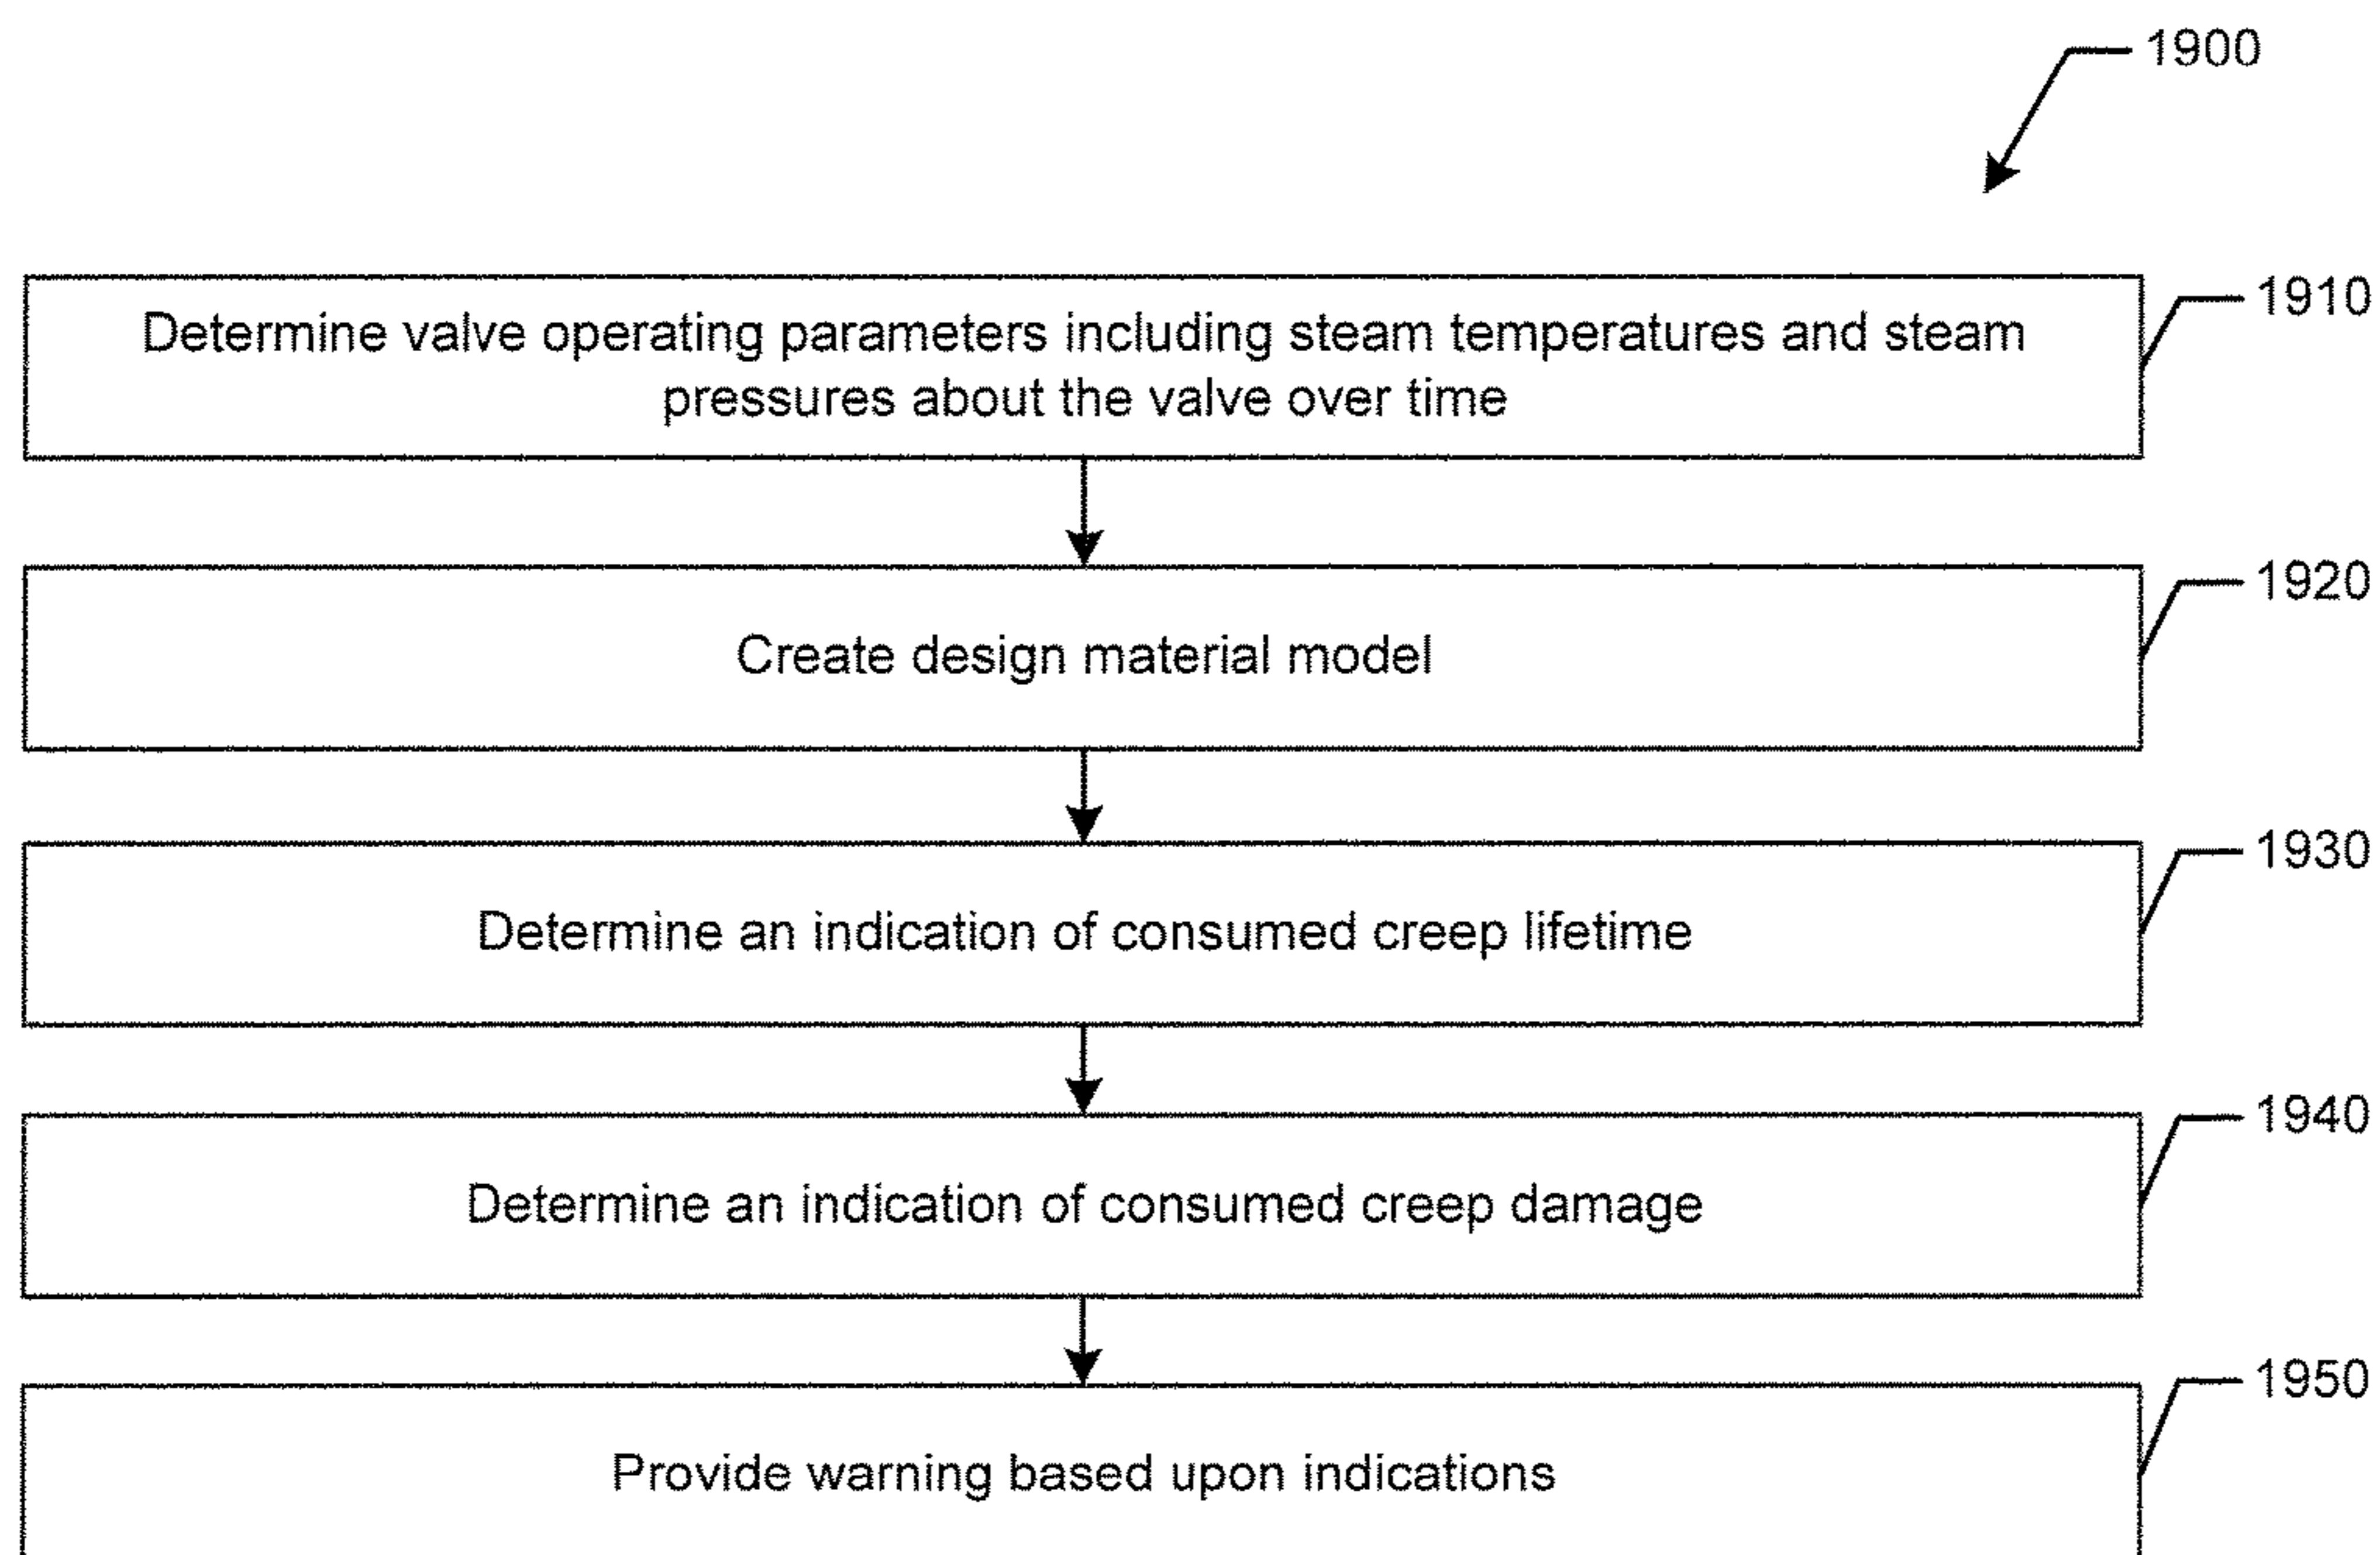 1900
Determine valve operating parameters including steam temperatures and steam
pressures about the valve over time
1910
Create design material model
1920
Determine an indication of consumed creep lifetime
1930
Determine an indication of consumed creep damage
1940
Provide warning based upon indications
1950